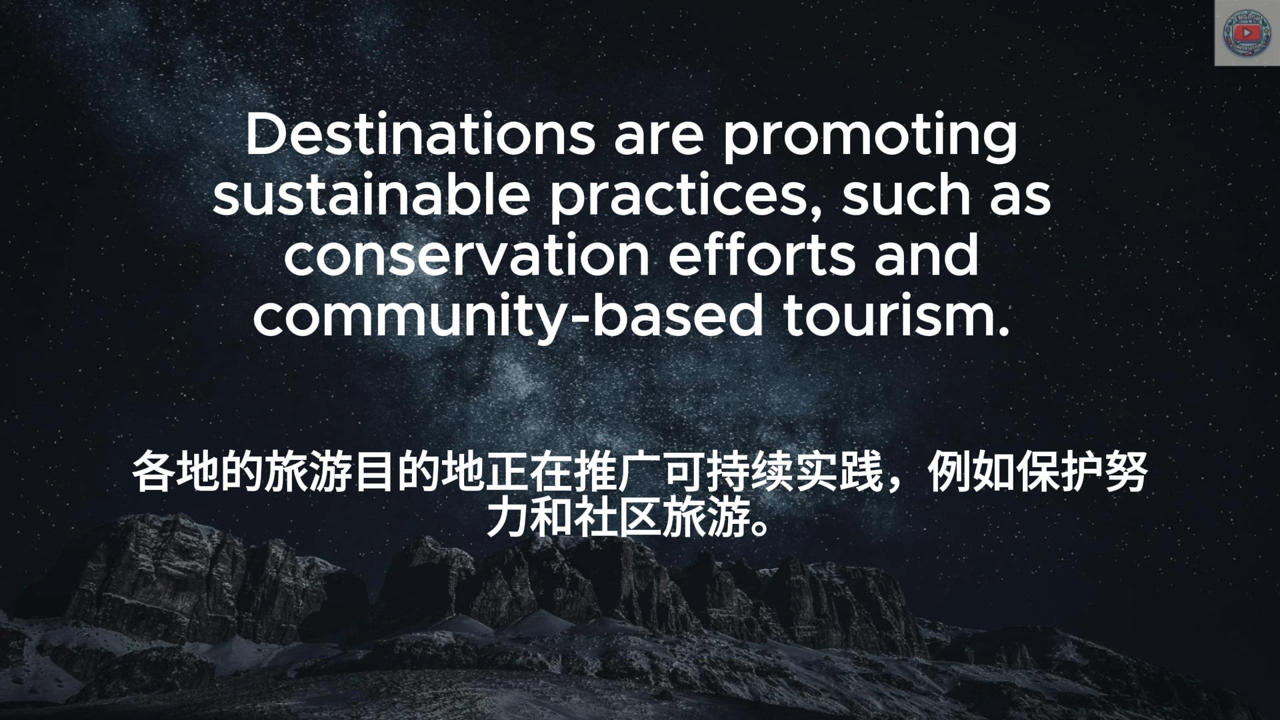 Destinations are promoting
sustainable practices, such as
conservation efforts and
community-based tourism.
各地的旅游目的地正在推广可持续实践，例如保护努
力和社区旅游。